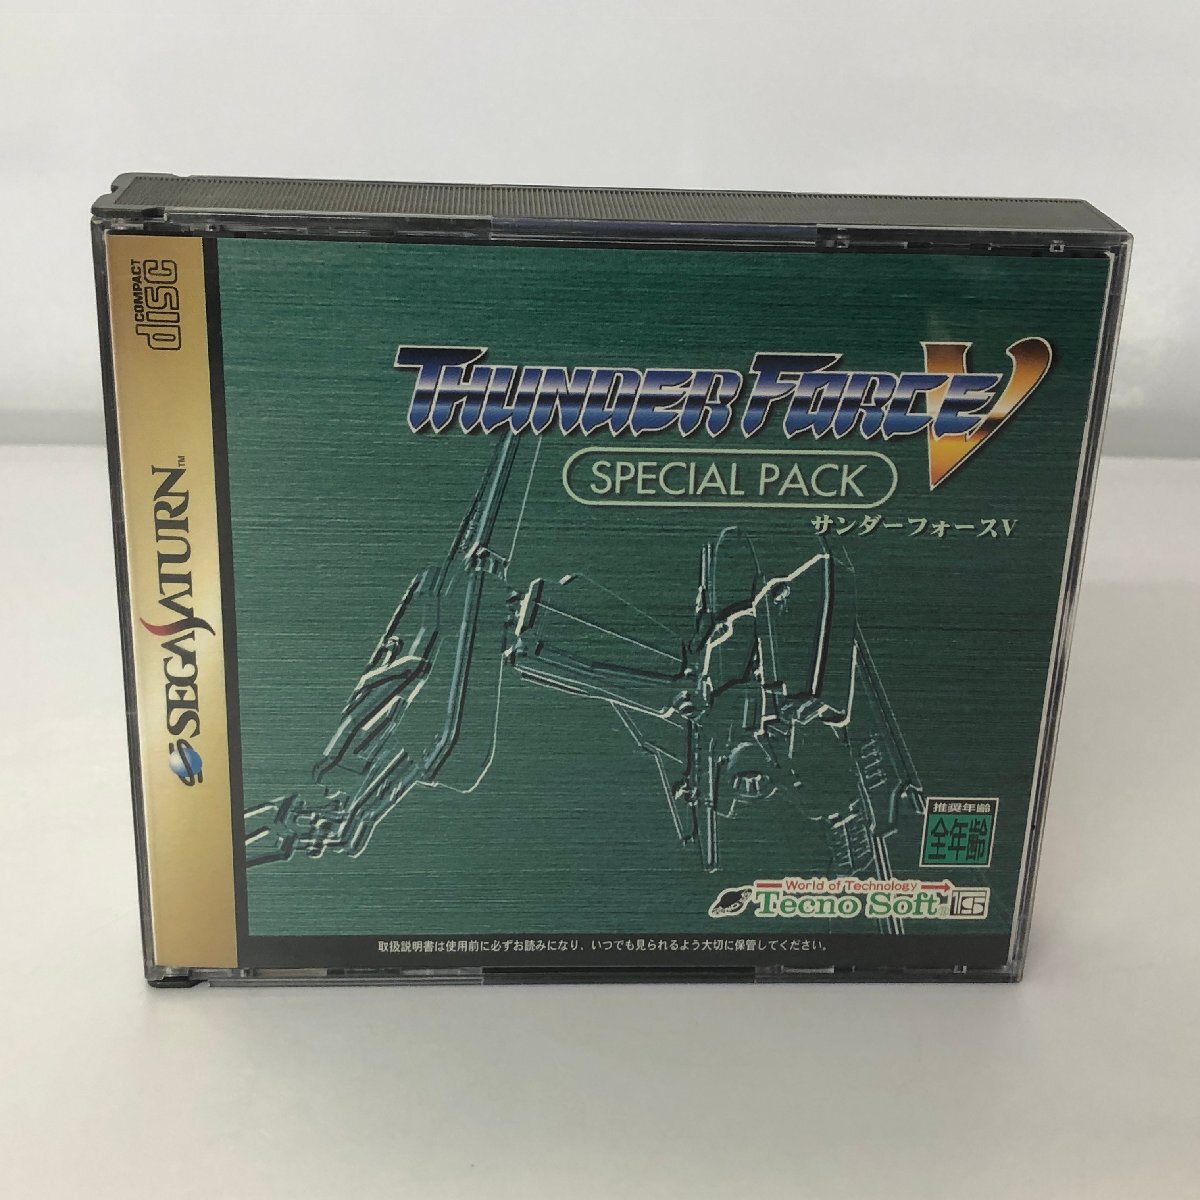 COMPACT
disc
SEGA SATURN™
THUNDER FORCE V
SPECIAL PACK
サンダーフォースV
推奨年齢
全年齢
World of Technology
Tecno Soft®
取扱説明書は使用前に必ずお読みになり、いつでも見られるよう大切に保管してください。